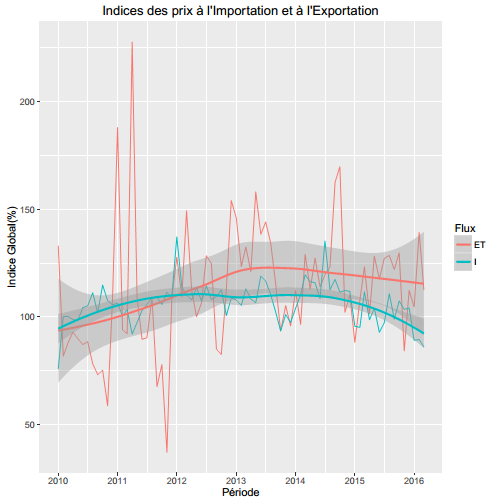 Indices des prix à l'Importation et à l'Exportation
Indice Global(%)
200
150
100
50
2010 2011 2012 2013 2014 2015 2016
Période
Flux
ET
I